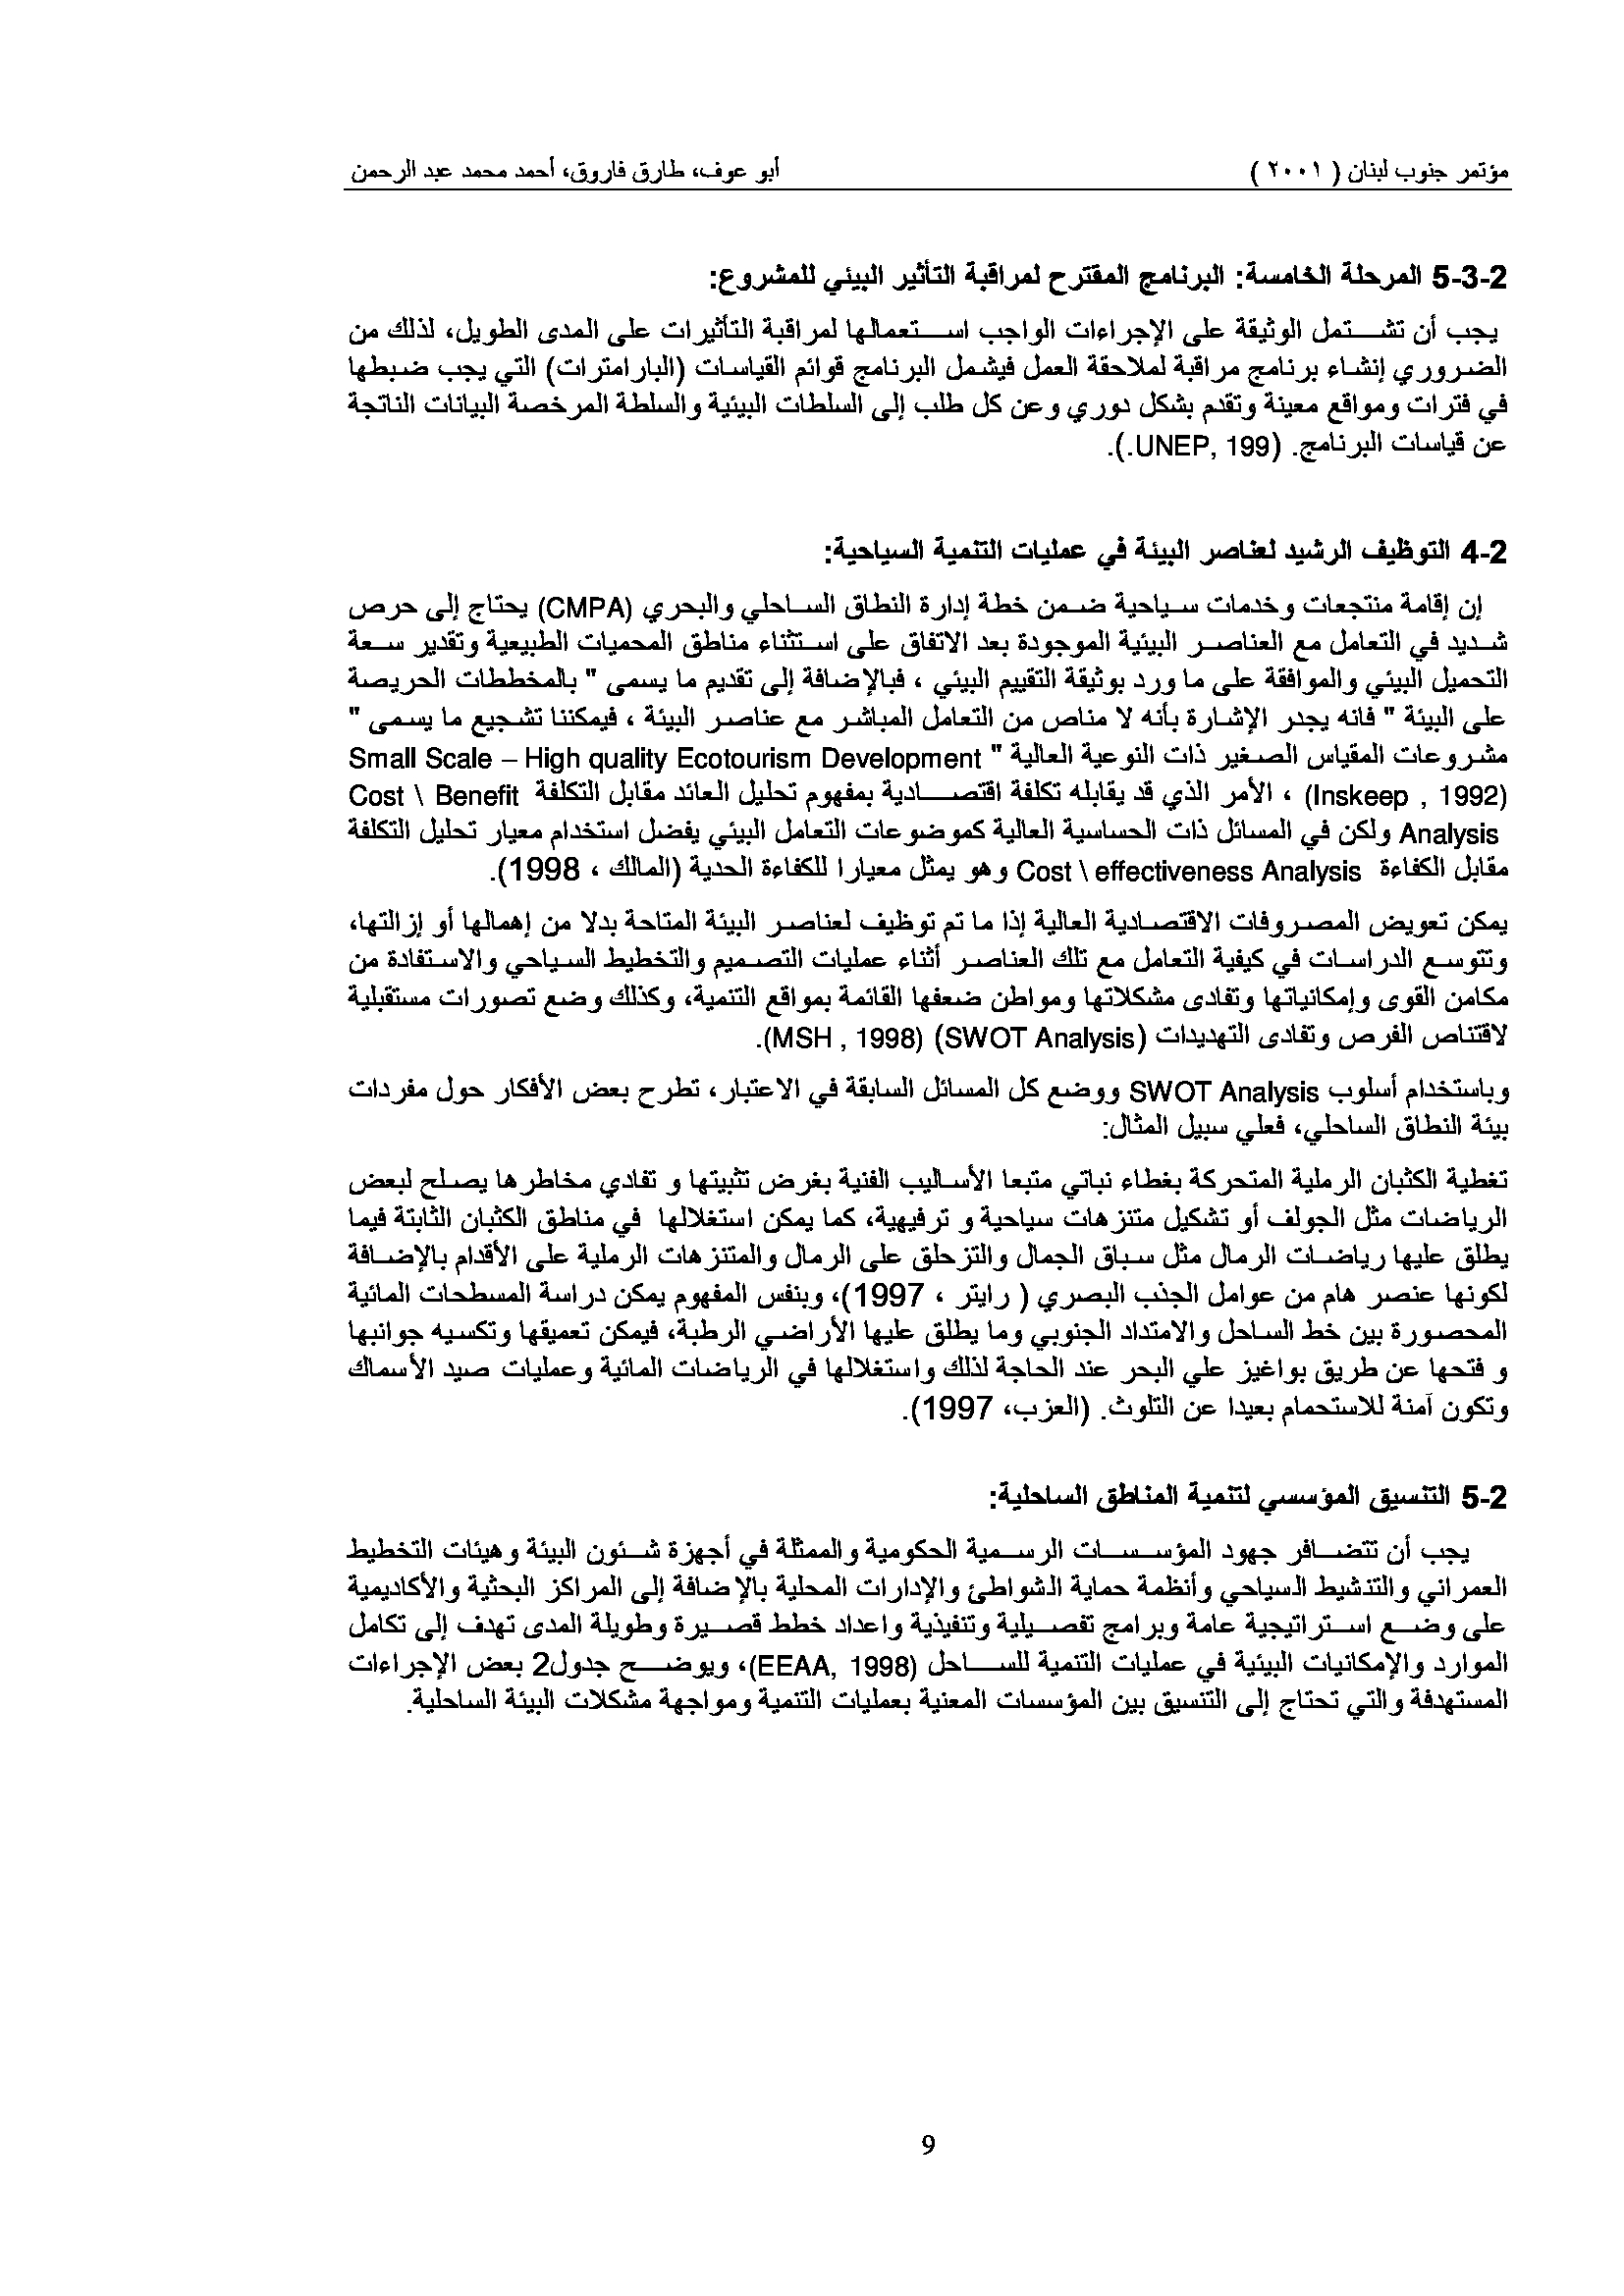 مؤتمر جنوب لبنان ( ٢٠٠١ )
أبو عوف، طارق فاروق، أحمد محمد عبد الرحمن
5-3-2 المرحلة الخامسة: البرنامج المقترح لمراقبة التأثير البيئي للمشروع:
يجب أن تشتمل الوثيقة على الإجراءات الواجب استعمالها لمراقبة التأثيرات على المدى الطويل، لذلك من
الضروري إنشاء برنامج مراقبة لملاحقة العمل فيشمل البرنامج قوائم القياسات (البارامترات) التي يجب ضبطها
في فترات ومواقع معينة وتقدم بشكل دوري وعن كل طلب إلى السلطات البيئية والسلطة المرخصة البيانات الناتجة
عن قياسات البرنامج. (UNEP, 199.).
4-2 التوظيف الرشيد لعناصر البيئة في عمليات التنمية السياحية:
إن إقامة منتجعات وخدمات سياحية ضمن خطة إدارة النطاق الساحلي والبحري (CMPA) يحتاج إلى حرص
شديد في التعامل مع العناصر البيئية الموجودة بعد الاتفاق على استثناء مناطق المحميات الطبيعية وتقدير سعة
التحميل البيئي والموافقة على ما ورد بوثيقة التقييم البيئي ، فبالإضافة إلى تقديم ما يسمى " بالمخططات الحريصة
على البيئة " فانه يجدر الإشارة بأنه لا مناص من التعامل المباشر مع عناصر البيئة ، فيمكننا تشجيع ما يسمى "
مشروعات المقياس الصغير ذات النوعية العالية " Small Scale – High quality Ecotourism Development
(Inskeep , 1992) ، الأمر الذي قد يقابله تكلفة اقتصادية بمفهوم تحليل العائد مقابل التكلفة Cost \ Benefit
Analysis ولكن في المسائل ذات الحساسية العالية كموضوعات التعامل البيئي يفضل استخدام معيار تحليل التكلفة
مقابل الكفاءة Cost \ effectiveness Analysis وهو يمثل معيارا للكفاءة الحدية (المالك ، 1998).
يمكن تعويض المصروفات الاقتصادية العالية إذا ما تم توظيف لعناصر البيئة المتاحة بدلا من إهمالها أو إزالتها،
وتتوسع الدراسات في كيفية التعامل مع تلك العناصر أثناء عمليات التصميم والتخطيط السياحي والاستفادة من
مكامن القوى وإمكانياتها وتفادى مشكلاتها ومواطن ضعفها القائمة بمواقع التنمية، وكذلك وضع تصورات مستقبلية
لاقتناص الفرص وتفادى التهديدات (SWOT Analysis) (MSH , 1998).
وباستخدام أسلوب SWOT Analysis ووضع كل المسائل السابقة في الاعتبار، تطرح بعض الأفكار حول مفردات
بيئة النطاق الساحلي، فعلي سبيل المثال:
تغطية الكثبان الرملية المتحركة بغطاء نباتي متبعا الأساليب الفنية بغرض تثبيتها و تفادي مخاطرها يصلح لبعض
الرياضات مثل الجولف أو تشكيل متنزهات سياحية و ترفيهية، كما يمكن استغلالها في مناطق الكثبان الثابتة فيما
يطلق عليها رياضات الرمال مثل سباق الجمال والتزحلق على الرمال والمتنزهات الرملية على الأقدام بالإضافة
لكونها عنصر هام من عوامل الجذب البصري ( رايتر ، 1997)، وبنفس المفهوم يمكن دراسة المسطحات المائية
المحصورة بين خط الساحل والامتداد الجنوبي وما يطلق عليها الأراضي الرطبة، فيمكن تعميقها وتكسيه جوانبها
و فتحها عن طريق بواغيز علي البحر عند الحاجة لذلك واستغلالها في الرياضات المائية وعمليات صيد الأسماك
وتكون آمنة للاستحمام بعيدا عن التلوث. (العزب، 1997).
5-2 التنسيق المؤسسي لتنمية المناطق الساحلية:
يجب أن تتضافر جهود المؤسسات الرسمية الحكومية والممثلة في أجهزة شئون البيئة وهيئات التخطيط
العمراني والتنشيط السياحي وأنظمة حماية الشواطئ والإدارات المحلية بالإضافة إلى المراكز البحثية والأكاديمية
على وضع استراتيجية عامة وبرامج تفصيلية وتنفيذية واعداد خطط قصيرة وطويلة المدى تهدف إلى تكامل
الموارد والإمكانيات البيئية في عمليات التنمية للساحل (EEAA, 1998)، ويوضح جدول2 بعض الإجراءات
المستهدفة والتي تحتاج إلى التنسيق بين المؤسسات المعنية بعمليات التنمية ومواجهة مشكلات البيئة الساحلية.
9